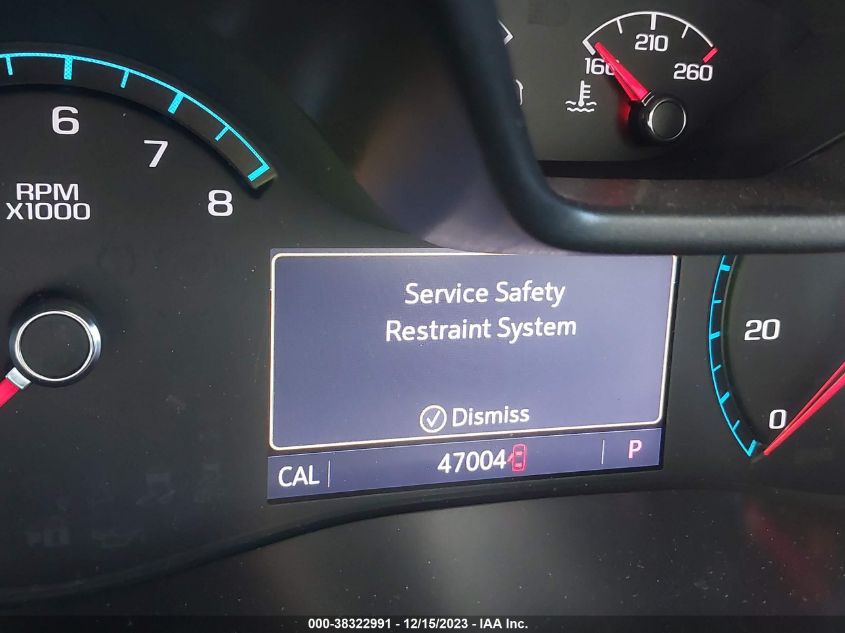 210
160
260
6
7
8
RPM
X1000
Service Safety
Restraint System
Dismiss
20
0
CAL
47004
P
000-38322991 - 12/15/2023 - IAA Inc.